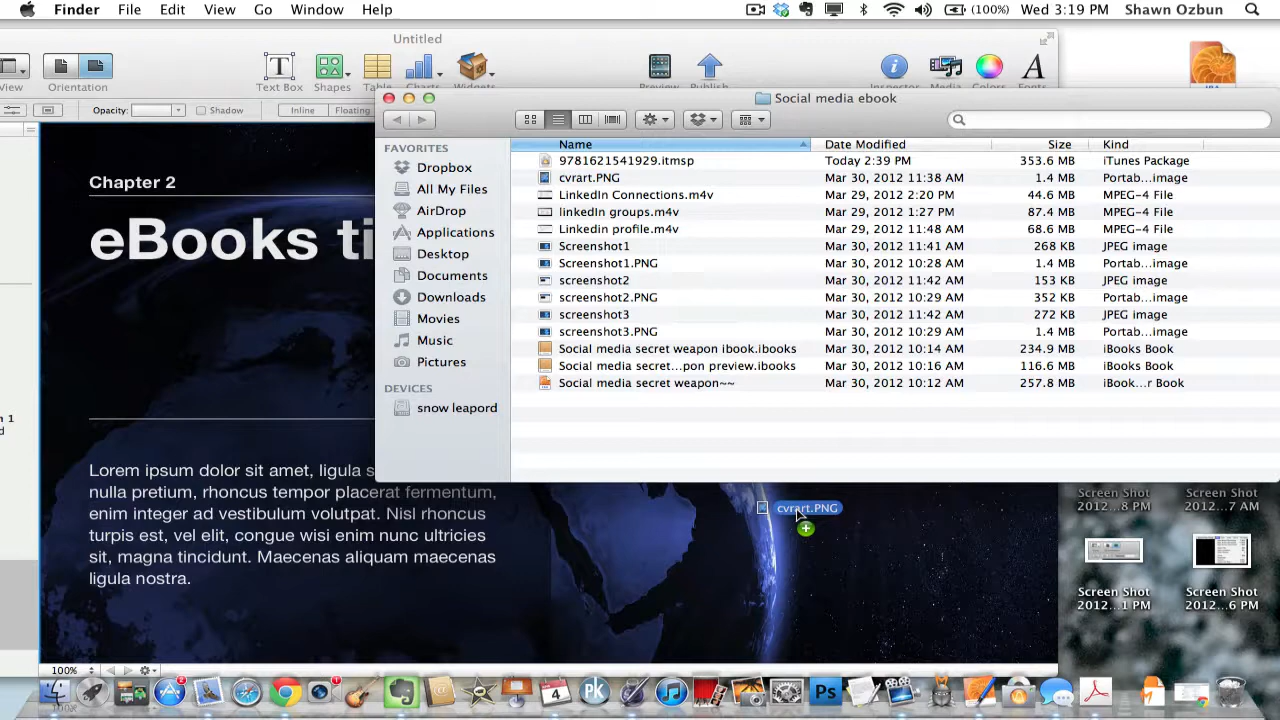 Finder File Edit View Go Window Help (100%) Wed 3:19 PM Shawn Ozbun
Untitled
View Orientation Text Box Shapes Table Charts Widgets Preview Publish Inspector Media Colors Fonts
Opacity: Shadow Inline Floating
Social media ebook
Name Date Modified Size Kind
9781621541929.itmsp Today 2:39 PM 353.6 MB iTunes Package
cvrart.PNG Mar 30, 2012 11:38 AM 1.4 MB Portab...image
LinkedIn Connections.m4v Mar 29, 2012 2:20 PM 44.6 MB MPEG-4 File
linkedIn groups.m4v Mar 29, 2012 1:27 PM 87.4 MB MPEG-4 File
Linkedin profile.m4v Mar 29, 2012 11:48 AM 68.6 MB MPEG-4 File
Screenshot1 Mar 30, 2012 11:41 AM 268 KB JPEG image
Screenshot1.PNG Mar 30, 2012 10:28 AM 1.4 MB Portab...image
screenshot2 Mar 30, 2012 11:42 AM 153 KB JPEG image
screenshot2.PNG Mar 30, 2012 10:29 AM 352 KB Portab...image
screenshot3 Mar 30, 2012 11:42 AM 272 KB JPEG image
screenshot3.PNG Mar 30, 2012 10:29 AM 1.4 MB Portab...image
Social media secret weapon ibook.ibooks Mar 30, 2012 10:14 AM 234.9 MB iBooks Book
Social media secret...pon preview.ibooks Mar 30, 2012 10:16 AM 116.6 MB iBooks Book
Social media secret weapon~~ Mar 30, 2012 10:12 AM 257.8 MB iBook...r Book
FAVORITES
Dropbox
All My Files
AirDrop
Applications
Desktop
Documents
Downloads
Movies
Music
Pictures
DEVICES
snow leapord
Chapter 2
eBooks ti
Lorem ipsum dolor sit amet, ligula s
nulla pretium, rhoncus tempor placerat fermentum,
enim integer ad vestibulum volutpat. Nisl rhoncus
turpis est, vel elit, congue wisi enim nunc ultricies
sit, magna tincidunt. Maecenas aliquam maecenas
ligula nostra.
cvrart.PNG
Screen Shot
2012...8 PM
Screen Shot
2012...7 AM
Screen Shot
2012...1 PM
Screen Shot
2012...6 PM
100%